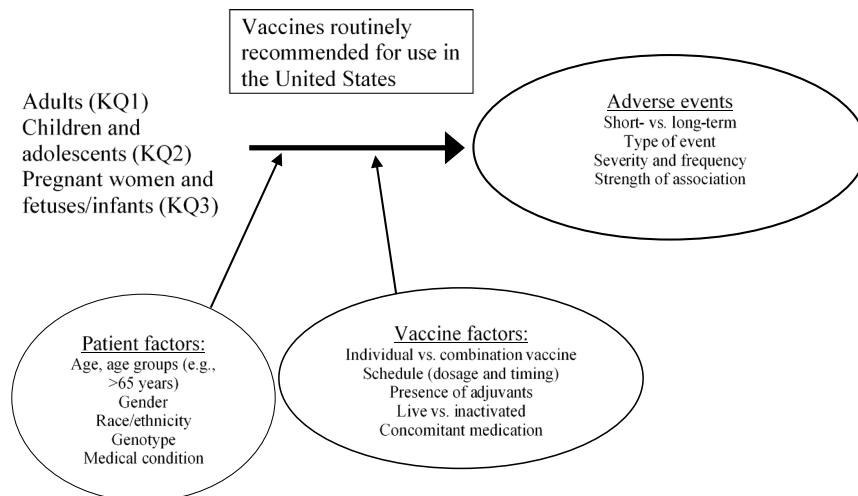 Vaccines routinely
recommended for use in
the United States
Adults (KQ1)
Children and
adolescents (KQ2)
Pregnant women and
fetuses/infants (KQ3)
Adverse events
Short- vs. long-term
Type of event
Severity and frequency
Strength of association
Patient factors:
Age, age groups (e.g.,
>65 years)
Gender
Race/ethnicity
Genotype
Medical condition
Vaccine factors:
Individual vs. combination vaccine
Schedule (dosage and timing)
Presence of adjuvants
Live vs. inactivated
Concomitant medication